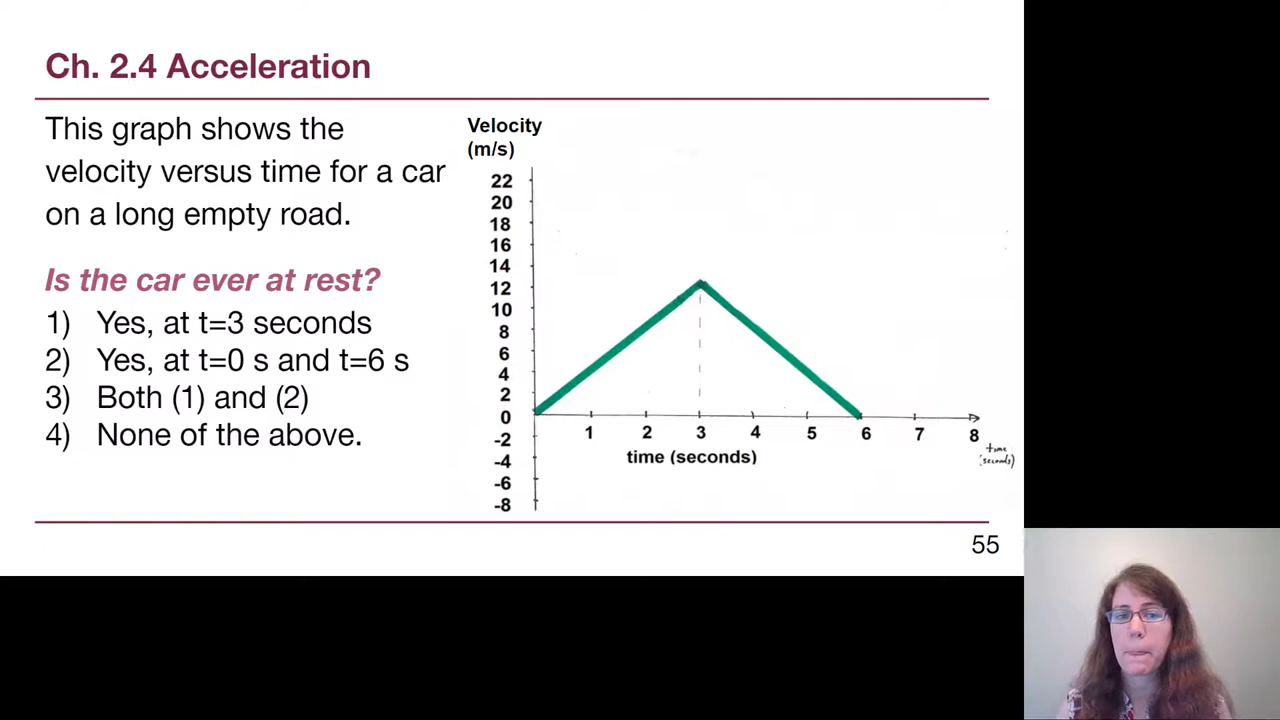 Ch. 2.4 Acceleration
This graph shows the
velocity versus time for a car
on a long empty road.
Is the car ever at rest?
1) Yes, at t=3 seconds
2) Yes, at t=0 s and t=6 s
3) Both (1) and (2)
4) None of the above.
Velocity
(m/s)
22
20
18
16
14
12
10
8
6
4
2
0
-2
-4
-6
-8
1 2 3 4 5 6 7 8
time (seconds)
time
(seconds)
55